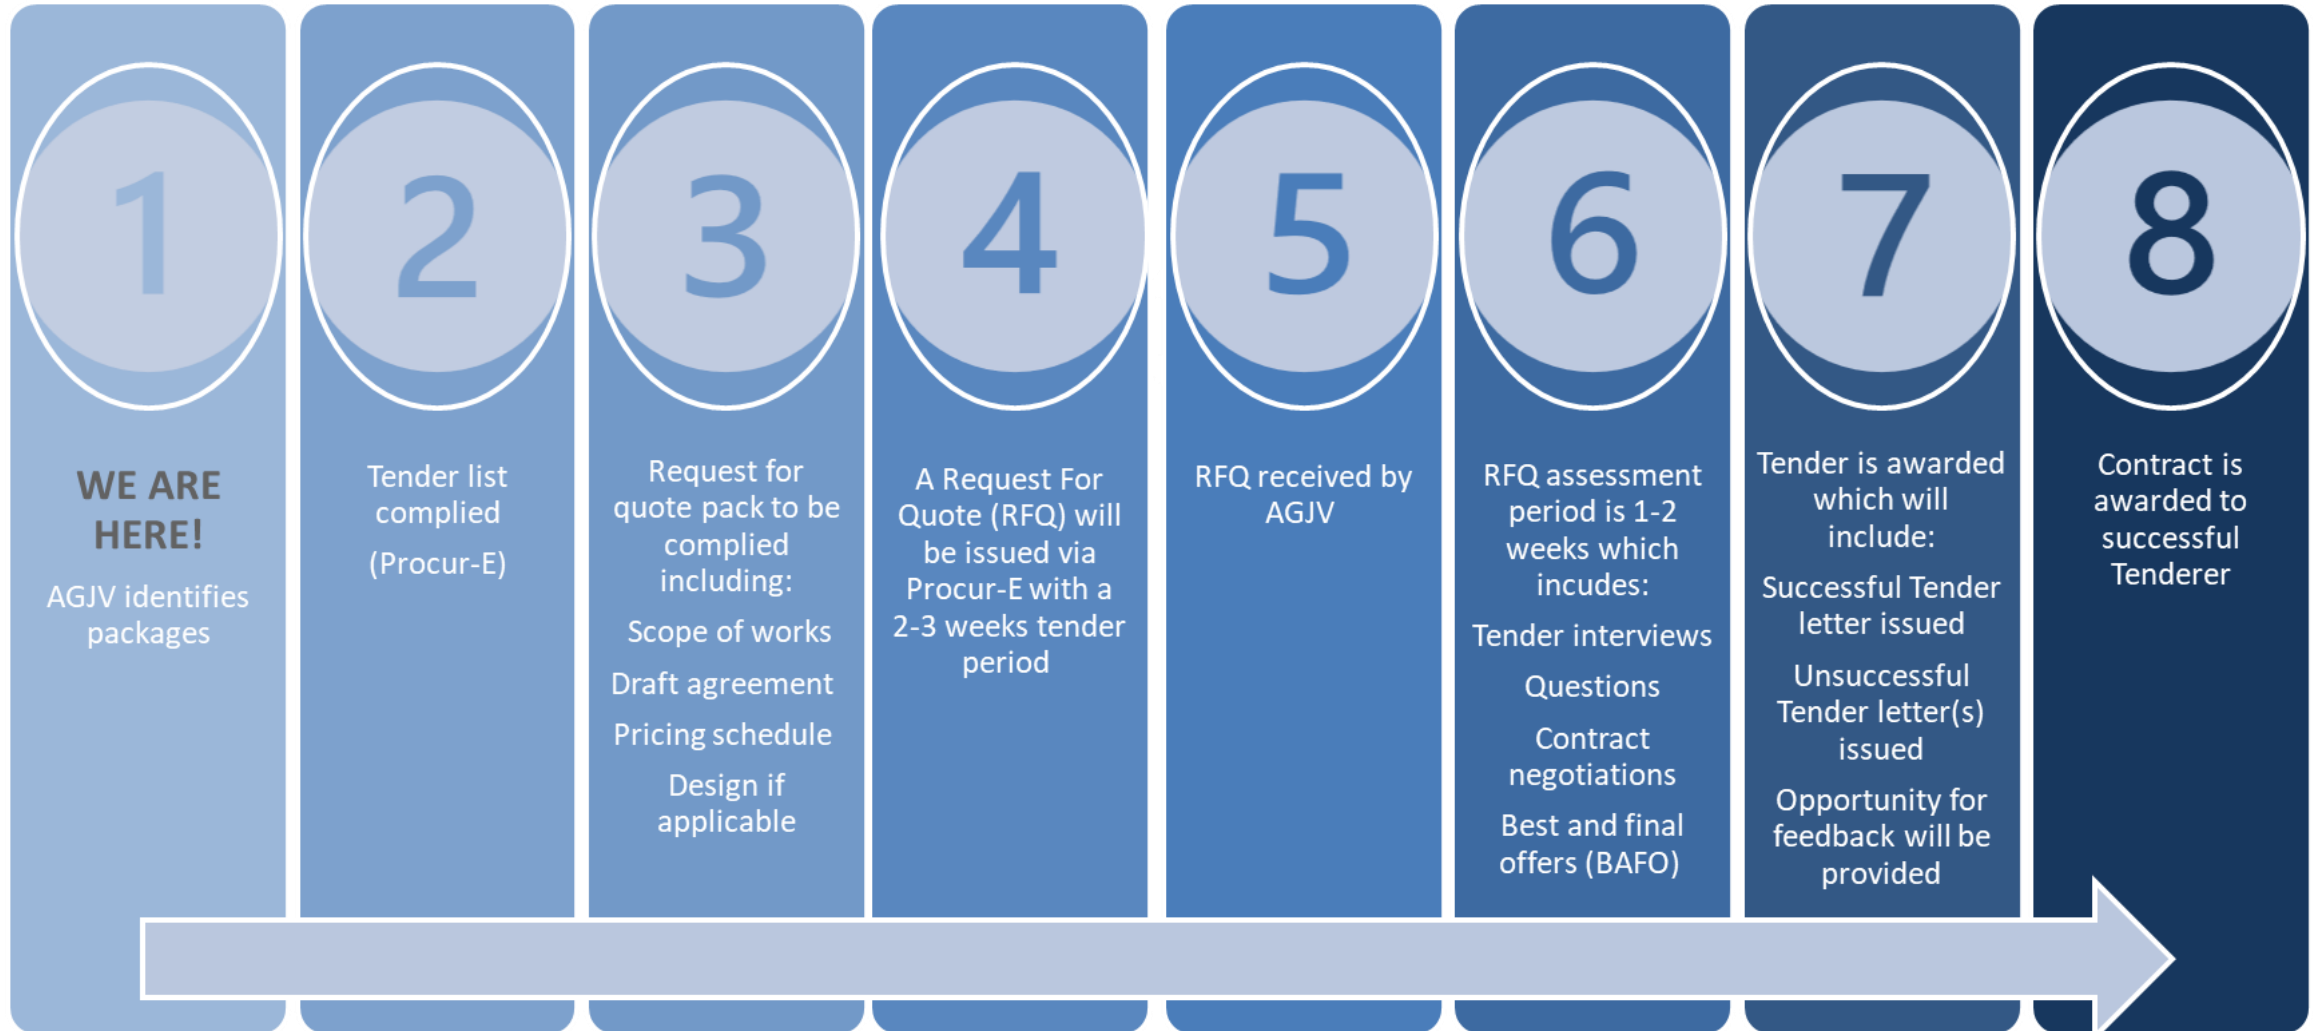 1
WE ARE
HERE!
AGJV identifies
packages
2
Tender list
complied
(Procur-E)
3
Request for
quote pack to be
complied
including:
Scope of works
Draft agreement
Pricing schedule
Design if
applicable
4
A Request For
Quote (RFQ) will
be issued via
Procur-E with a
2-3 weeks tender
period
5
RFQ received by
AGJV
6
RFQ assessment
period is 1-2
weeks which
incudes:
Tender interviews
Questions
Contract
negotiations
Best and final
offers (BAFO)
7
Tender is awarded
which will
include:
Successful Tender
letter issued
Unsuccessful
Tender letter(s)
issued
Opportunity for
feedback will be
provided
8
Contract is
awarded to
successful
Tenderer